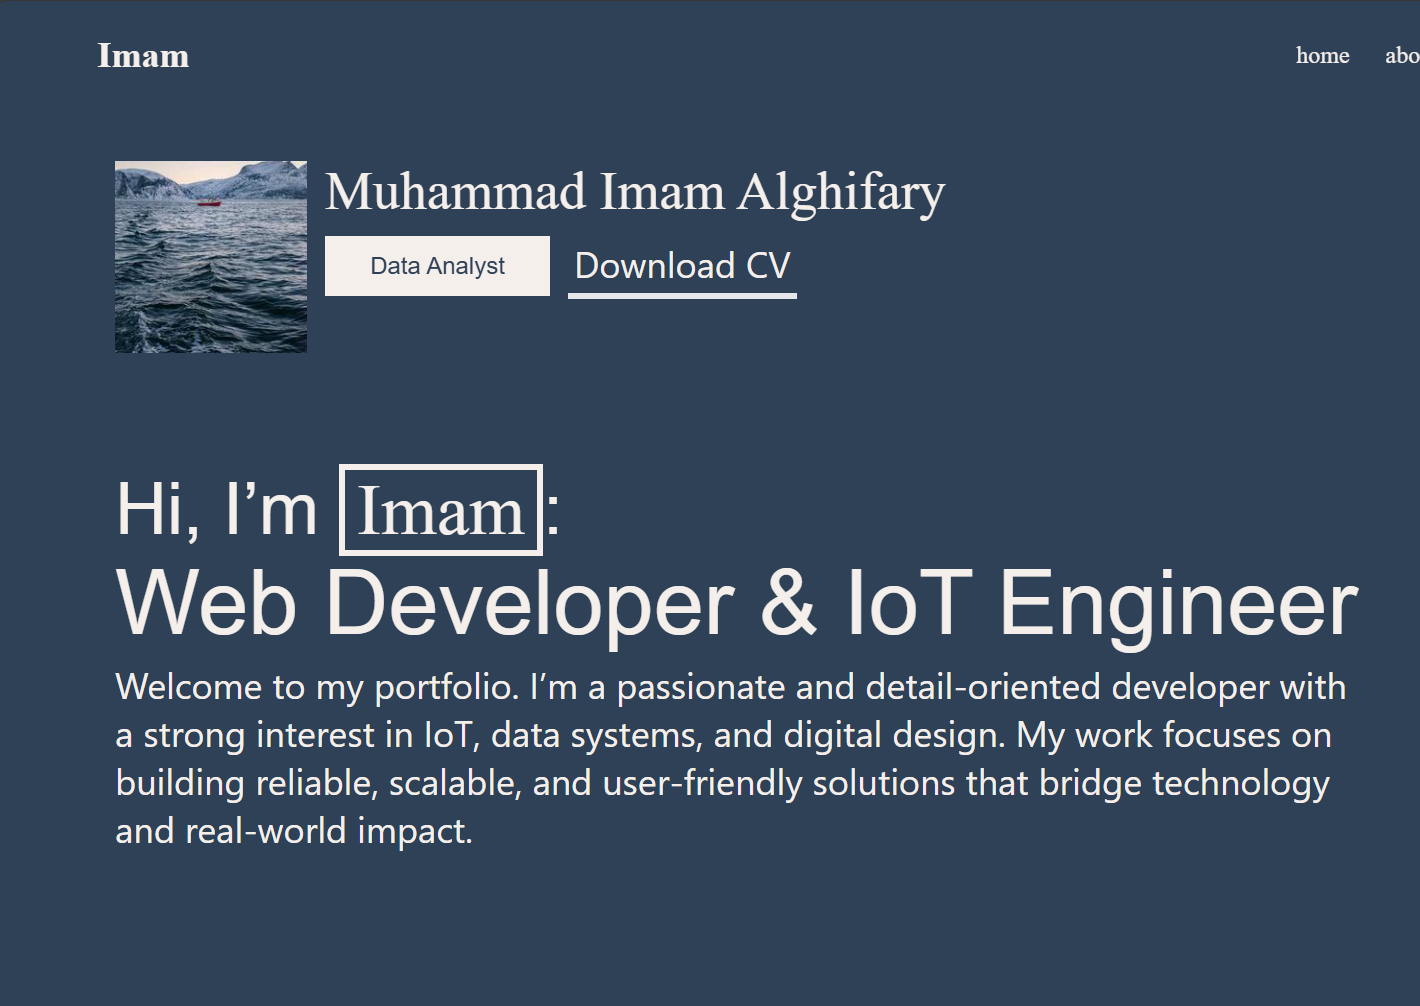 Imam
home abo
Muhammad Imam Alghifary
Data Analyst Download CV
Hi, I’m Imam:
Web Developer & IoT Engineer
Welcome to my portfolio. I’m a passionate and detail-oriented developer with
a strong interest in IoT, data systems, and digital design. My work focuses on
building reliable, scalable, and user-friendly solutions that bridge technology
and real-world impact.